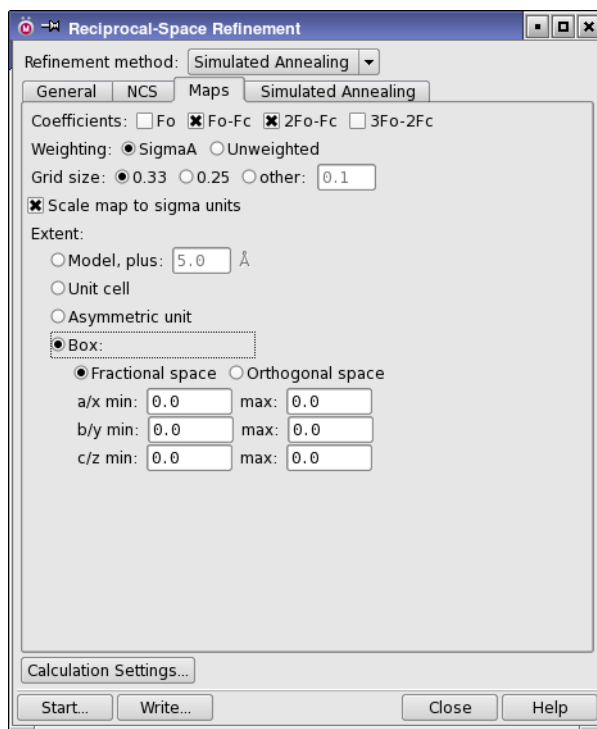 Reciprocal-Space Refinement
Refinement method: Simulated Annealing
General NCS Maps Simulated Annealing
Coefficients: Fo Fo-Fc 2Fo-Fc 3Fo-2Fc
Weighting: SigmaA Unweighted
Grid size: 0.33 0.25 other: 0.1
Scale map to sigma units
Extent:
Model, plus: 5.0 Å
Unit cell
Asymmetric unit
Box:
Fractional space Orthogonal space
a/x min: 0.0 max: 0.0
b/y min: 0.0 max: 0.0
c/z min: 0.0 max: 0.0
Calculation Settings...
Start... Write... Close Help